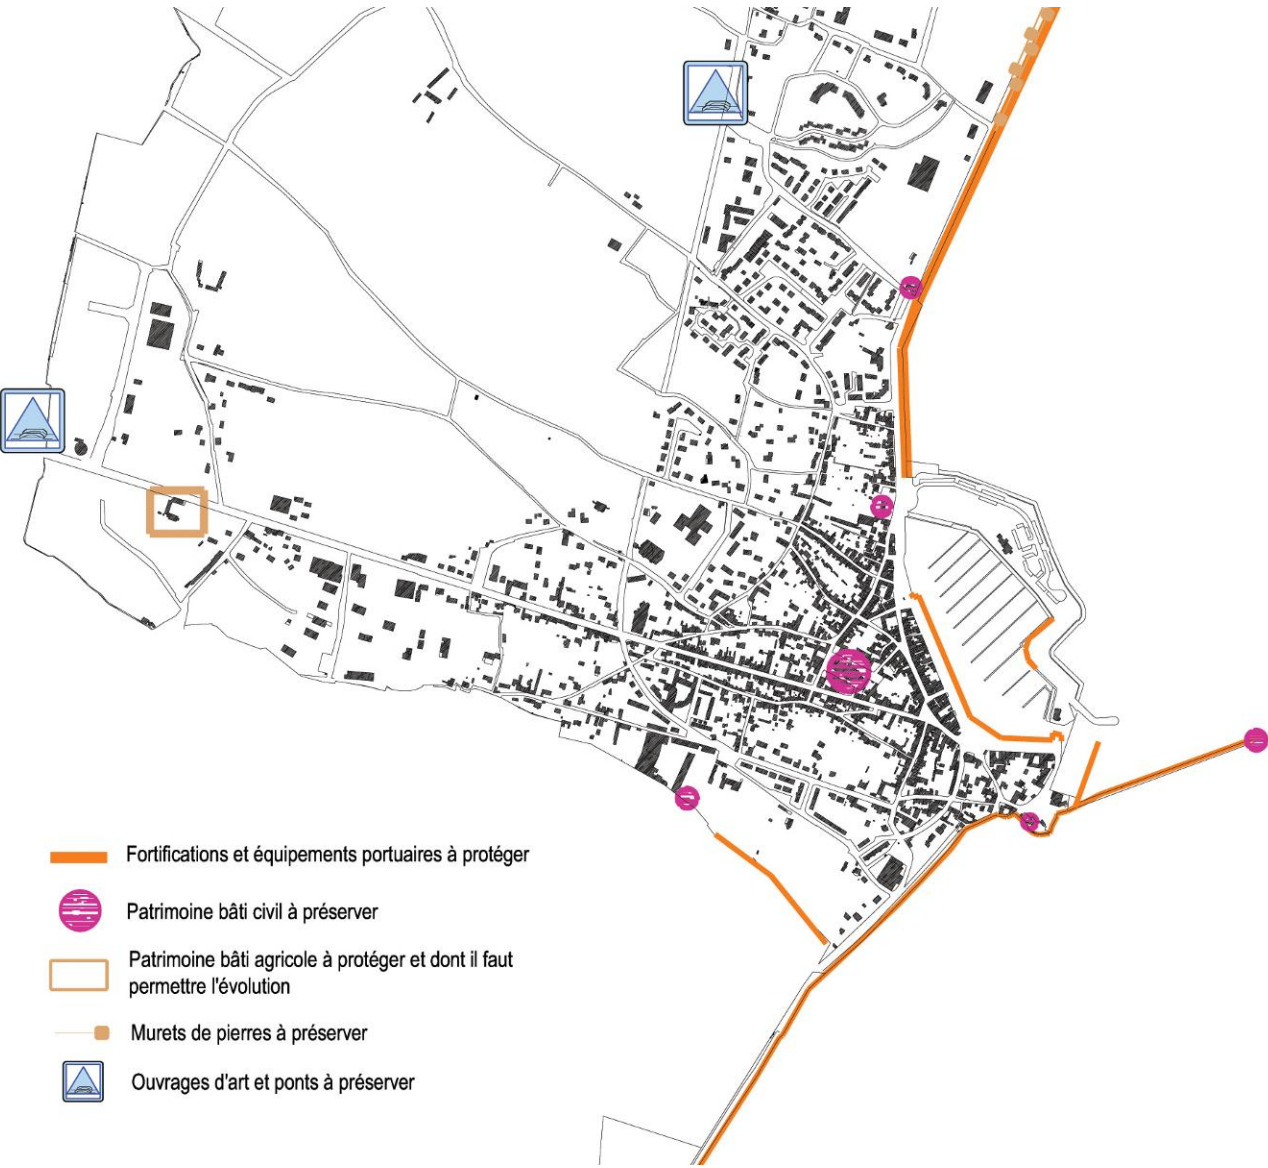 Fortifications et équipements portuaires à protéger
Patrimoine bâti civil à préserver
Patrimoine bâti agricole à protéger et dont il faut
permettre l'évolution
Murets de pierres à préserver
Ouvrages d'art et ponts à préserver